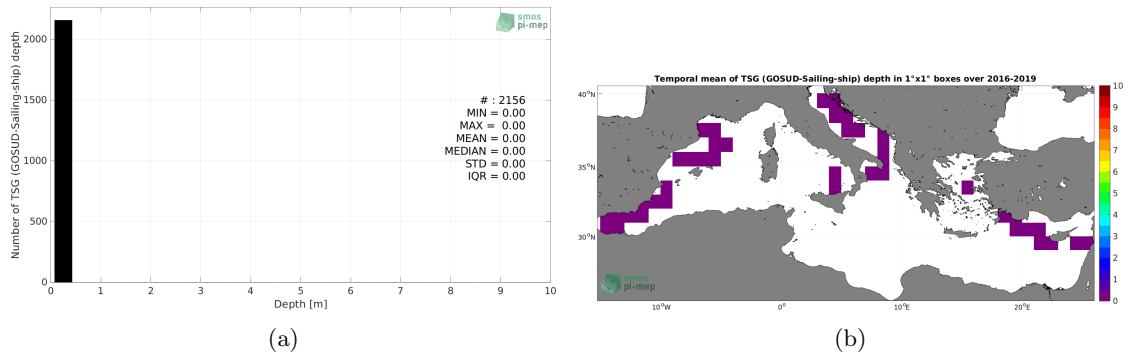 smos
pi-mep
2000
1500
1000
500
0
Number of TSG (GOSUD-Sailing-ship) depth
# : 2156
MIN = 0.00
MAX = 0.00
MEAN = 0.00
MEDIAN = 0.00
STD = 0.00
IQR = 0.00
0 1 2 3 4 5 6 7 8 9 10
Depth [m]
(a)
Temporal mean of TSG (GOSUD-Sailing-ship) depth in 1°x1° boxes over 2016-2019
40°N
35°N
30°N
10°W 0° 10°E 20°E
10
9
8
7
6
5
4
3
2
1
0
smos
pi-mep
(b)